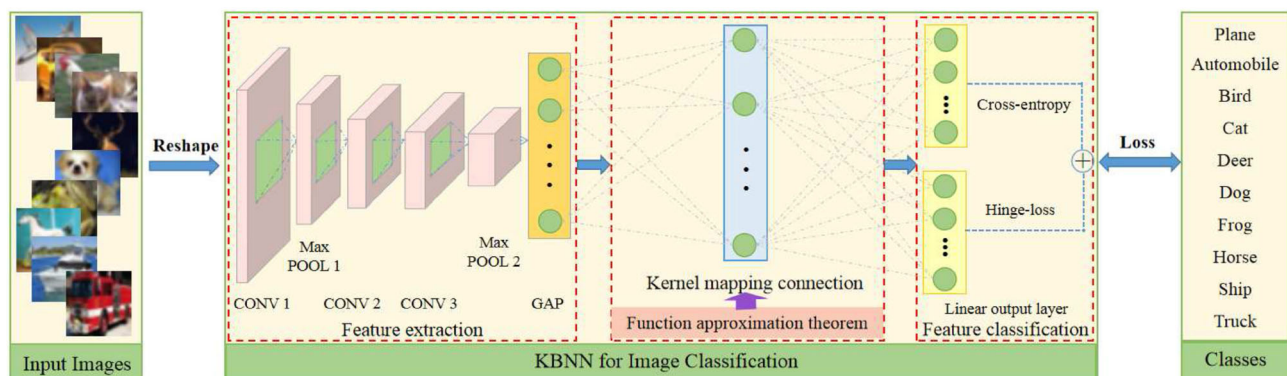 Reshape
Max
POOL 1
Max
POOL 2
CONV 1
CONV 2
CONV 3
GAP
Feature extraction
Kernel mapping connection
Function approximation theorem
Cross-entropy
Hinge-loss
Linear output layer
Feature classification
Loss
Plane
Automobile
Bird
Cat
Deer
Dog
Frog
Horse
Ship
Truck
Input Images
KBNN for Image Classification
Classes